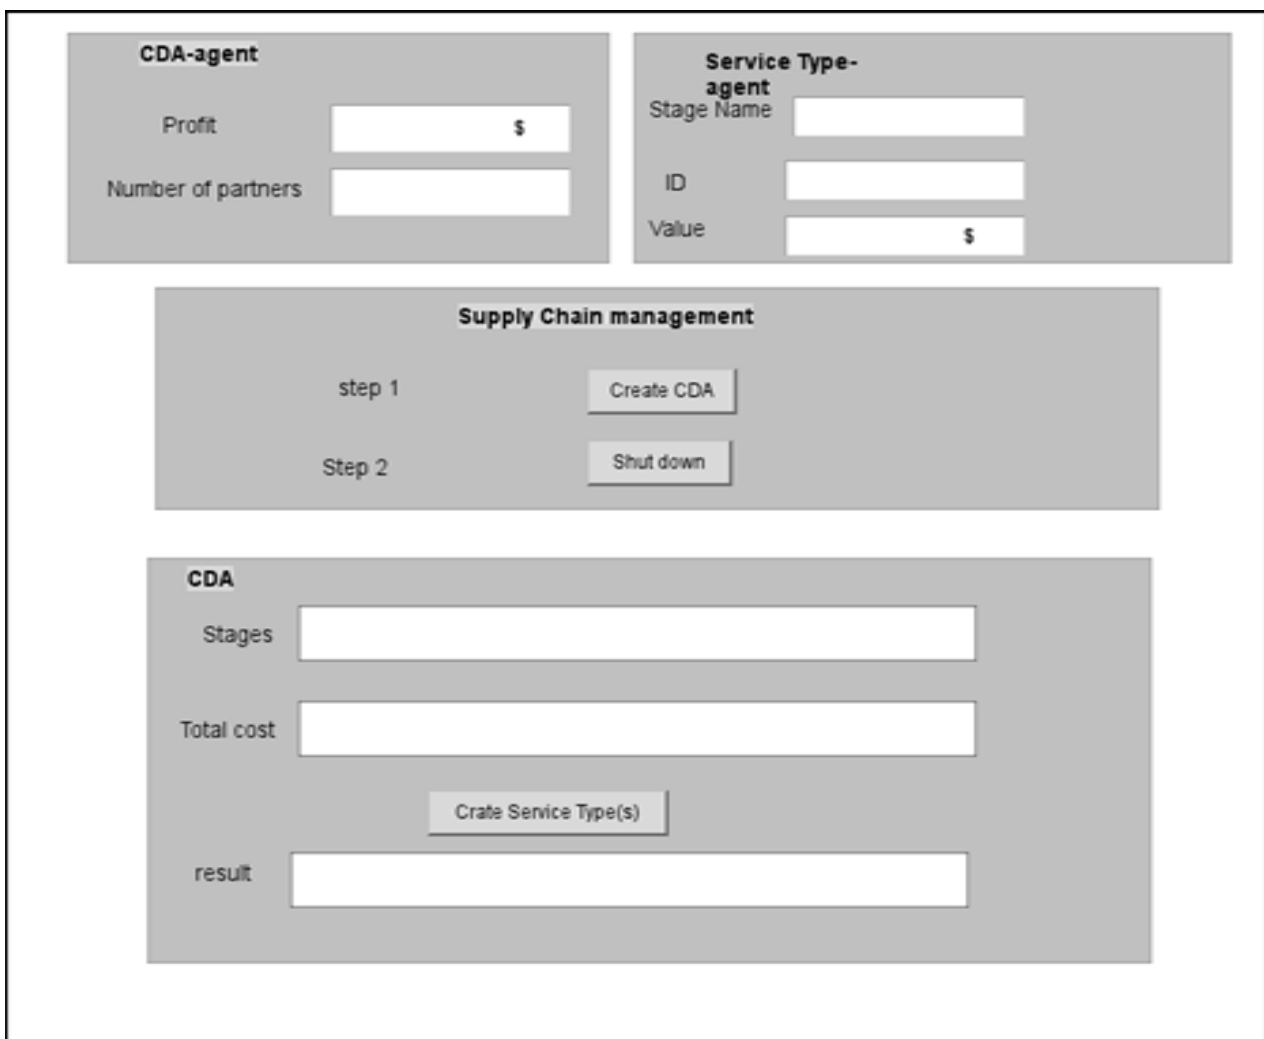 CDA-agent
Profit
$
Number of partners
Service Type-
agent
Stage Name
ID
Value
$
Supply Chain management
step 1
Create CDA
Step 2
Shut down
CDA
Stages
Total cost
Crate Service Type(s)
result